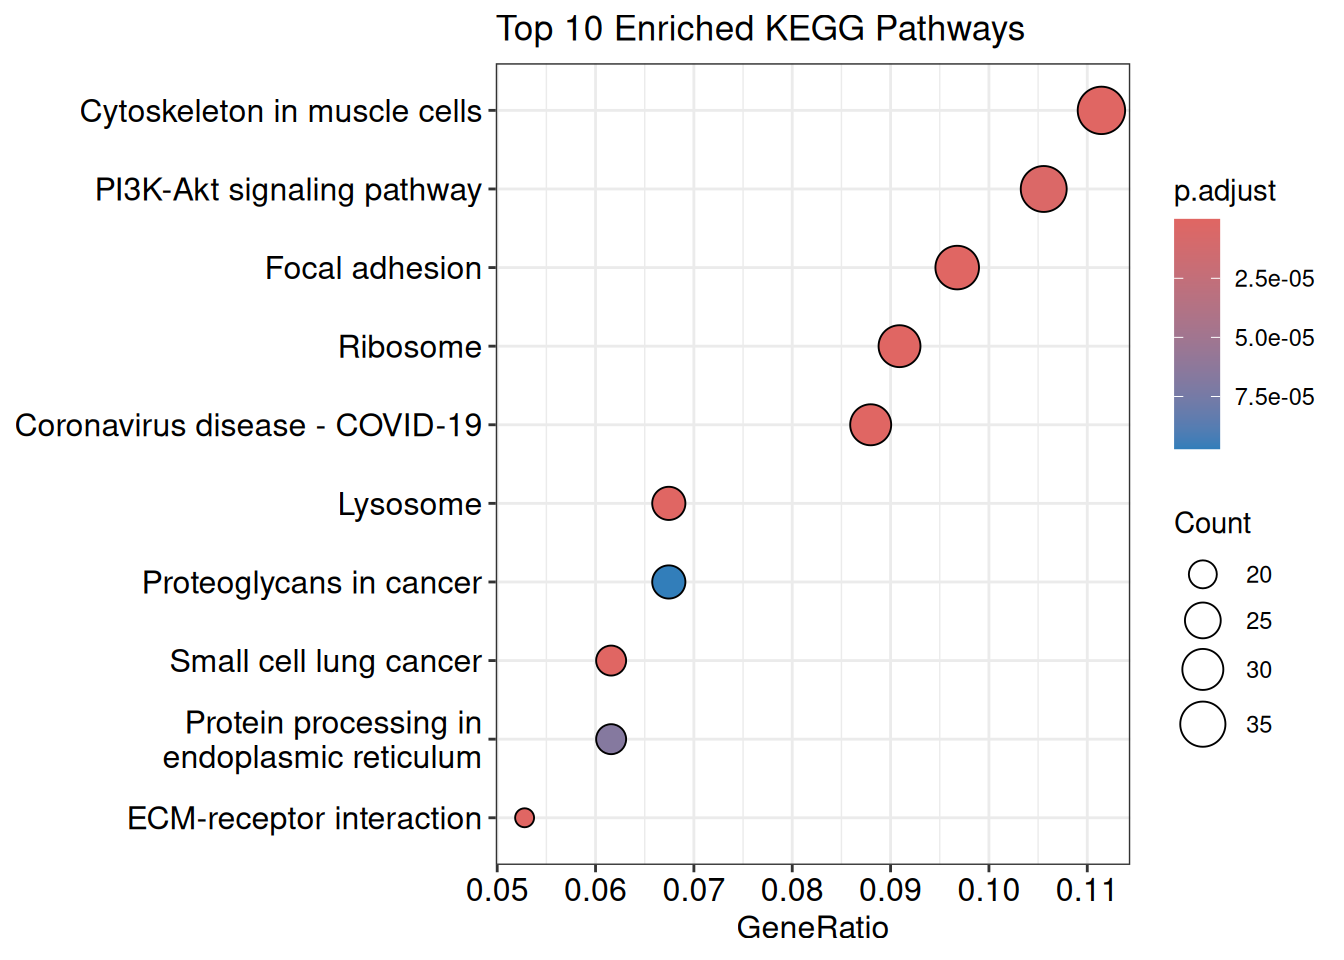 Top 10 Enriched KEGG Pathways
Cytoskeleton in muscle cells
PI3K-Akt signaling pathway
Focal adhesion
Ribosome
Coronavirus disease - COVID-19
Lysosome
Proteoglycans in cancer
Small cell lung cancer
Protein processing in
endoplasmic reticulum
ECM-receptor interaction
0.05 0.06 0.07 0.08 0.09 0.10 0.11
GeneRatio
p.adjust
2.5e-05
5.0e-05
7.5e-05
Count
20
25
30
35